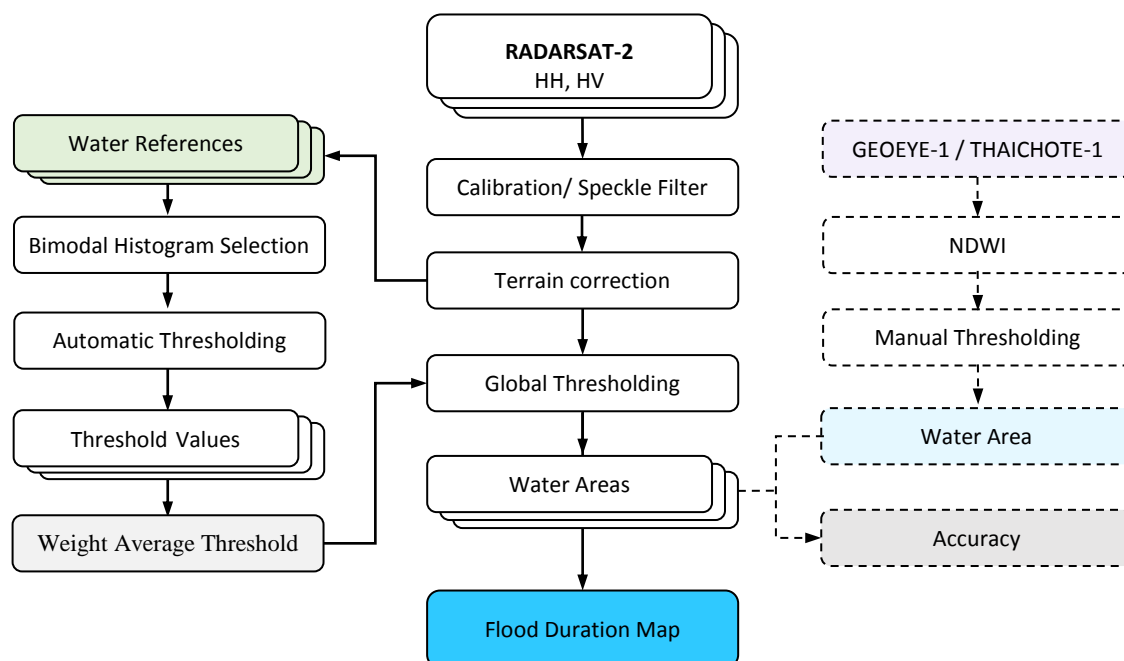 RADARSAT-2
HH, HV
Water References
Calibration/ Speckle Filter
GEOEYE-1 / THAICHOTE-1
Bimodal Histogram Selection
Terrain correction
NDWI
Automatic Thresholding
Global Thresholding
Manual Thresholding
Threshold Values
Water Areas
Water Area
Weight Average Threshold
Accuracy
Flood Duration Map